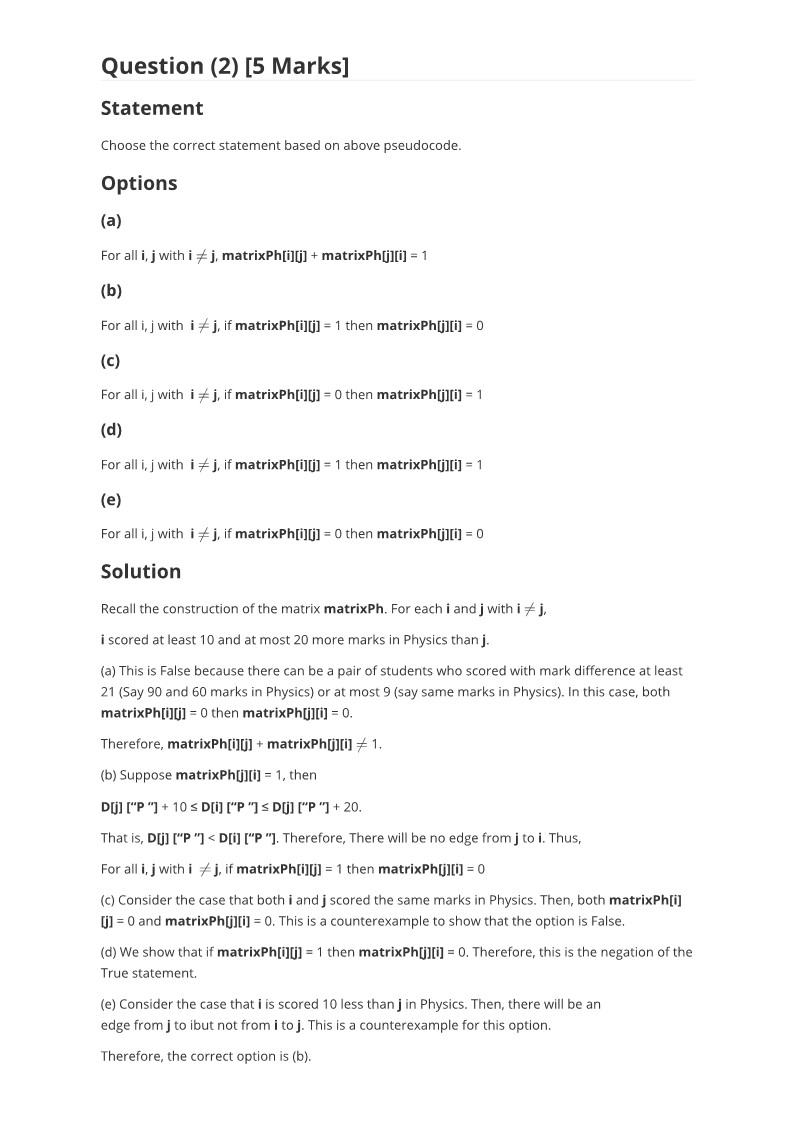 Question (2) [5 Marks]
Statement
Choose the correct statement based on above pseudocode.
Options
(a)
For all i, j with i ≠ j, matrixPh[i][j] + matrixPh[j][i] = 1
(b)
For all i, j with i ≠ j, if matrixPh[i][j] = 1 then matrixPh[j][i] = 0
(c)
For all i, j with i ≠ j, if matrixPh[i][j] = 0 then matrixPh[j][i] = 1
(d)
For all i, j with i ≠ j, if matrixPh[i][j] = 1 then matrixPh[j][i] = 1
(e)
For all i, j with i ≠ j, if matrixPh[i][j] = 0 then matrixPh[j][i] = 0
Solution
Recall the construction of the matrix matrixPh. For each i and j with i ≠ j,
i scored at least 10 and at most 20 more marks in Physics than j.
(a) This is False because there can be a pair of students who scored with mark difference at least
21 (Say 90 and 60 marks in Physics) or at most 9 (say same marks in Physics). In this case, both
matrixPh[i][j] = 0 then matrixPh[j][i] = 0.
Therefore, matrixPh[i][j] + matrixPh[j][i] ≠ 1.
(b) Suppose matrixPh[j][i] = 1, then
D[j] [“P ”] + 10 ≤ D[i] [“P ”] ≤ D[j] [“P ”] + 20.
That is, D[j] [“P ”] < D[i] [“P ”]. Therefore, There will be no edge from j to i. Thus,
For all i, j with i ≠ j, if matrixPh[i][j] = 1 then matrixPh[j][i] = 0
(c) Consider the case that both i and j scored the same marks in Physics. Then, both matrixPh[i]
[j] = 0 and matrixPh[j][i] = 0. This is a counterexample to show that the option is False.
(d) We show that if matrixPh[i][j] = 1 then matrixPh[j][i] = 0. Therefore, this is the negation of the
True statement.
(e) Consider the case that i is scored 10 less than j in Physics. Then, there will be an
edge from j to ibut not from i to j. This is a counterexample for this option.
Therefore, the correct option is (b).